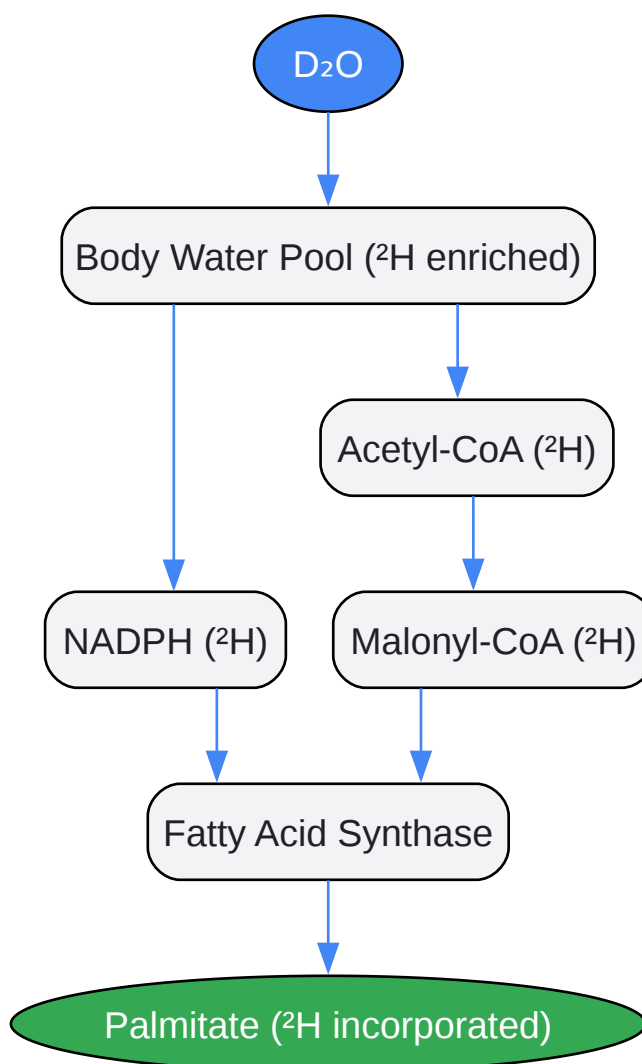 D₂O
Body Water Pool (²H enriched)
Acetyl-CoA (²H)
NADPH (²H)
Malonyl-CoA (²H)
Fatty Acid Synthase
Palmitate (²H incorporated)